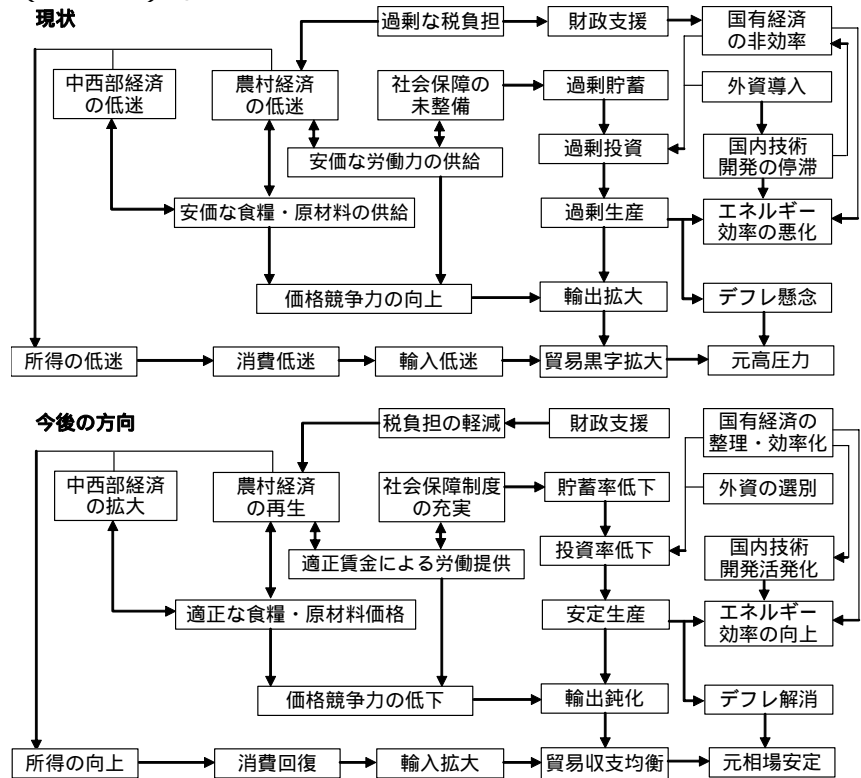 現状
過剰な税負担
財政支援
国有経済
の非効率
中西部経済
の低迷
農村経済
の低迷
社会保障の
未整備
過剰貯蓄
外資導入
安価な労働力の供給
過剰投資
国内技術
開発の停滞
安価な食糧・原材料の供給
過剰生産
エネルギー
効率の悪化
価格競争力の向上
輸出拡大
デフレ懸念
所得の低迷
消費低迷
輸入低迷
貿易黒字拡大
元高圧力
今後の方向
税負担の軽減
財政支援
国有経済の
整理・効率化
中西部経済
の拡大
農村経済
の再生
社会保障制度
の充実
貯蓄率低下
外資の選別
適正賃金による労働提供
投資率低下
国内技術
開発活発化
適正な食糧・原材料価格
安定生産
エネルギー
効率の向上
価格競争力の低下
輸出鈍化
デフレ解消
所得の向上
消費回復
輸入拡大
貿易収支均衡
元相場安定